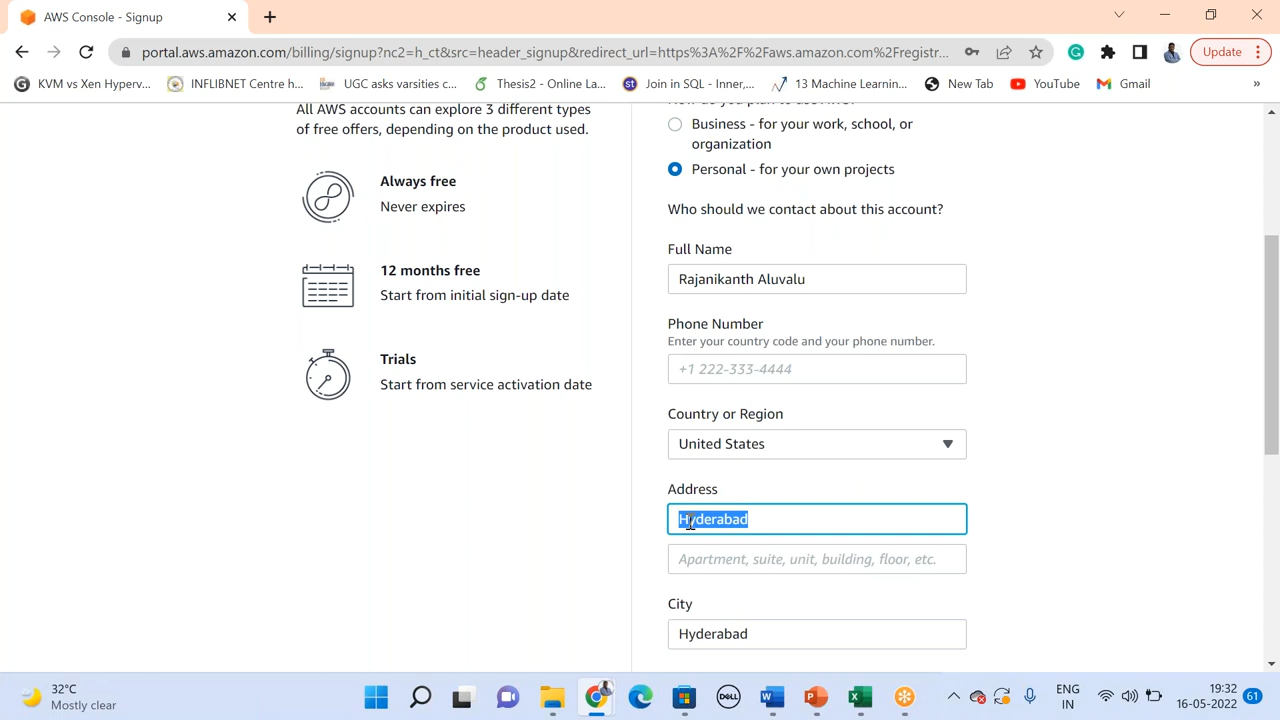 AWS Console - Signup
portal.aws.amazon.com/billing/signup?nc2=h_ct&src=header_signup&redirect_url=https%3A%2F%2Faws.amazon.com%2Fregistr...
Update
KVM vs Xen Hyperv...
INFLIBNET Centre h...
UGC asks varsities c...
Thesis2 - Online La...
Join in SQL - Inner,...
13 Machine Learnin...
New Tab
YouTube
Gmail
»
All AWS accounts can explore 3 different types
of free offers, depending on the product used.
Always free
Never expires
12 months free
Start from initial sign-up date
Trials
Start from service activation date
Business - for your work, school, or
organization
Personal - for your own projects
Who should we contact about this account?
Full Name
Rajanikanth Aluvalu
Phone Number
Enter your country code and your phone number.
+1 222-333-4444
Country or Region
United States
Address
Hyderabad
Apartment, suite, unit, building, floor, etc.
City
Hyderabad
32°C
Mostly clear
DELL
ENG
IN
19:32
16-05-2022
61